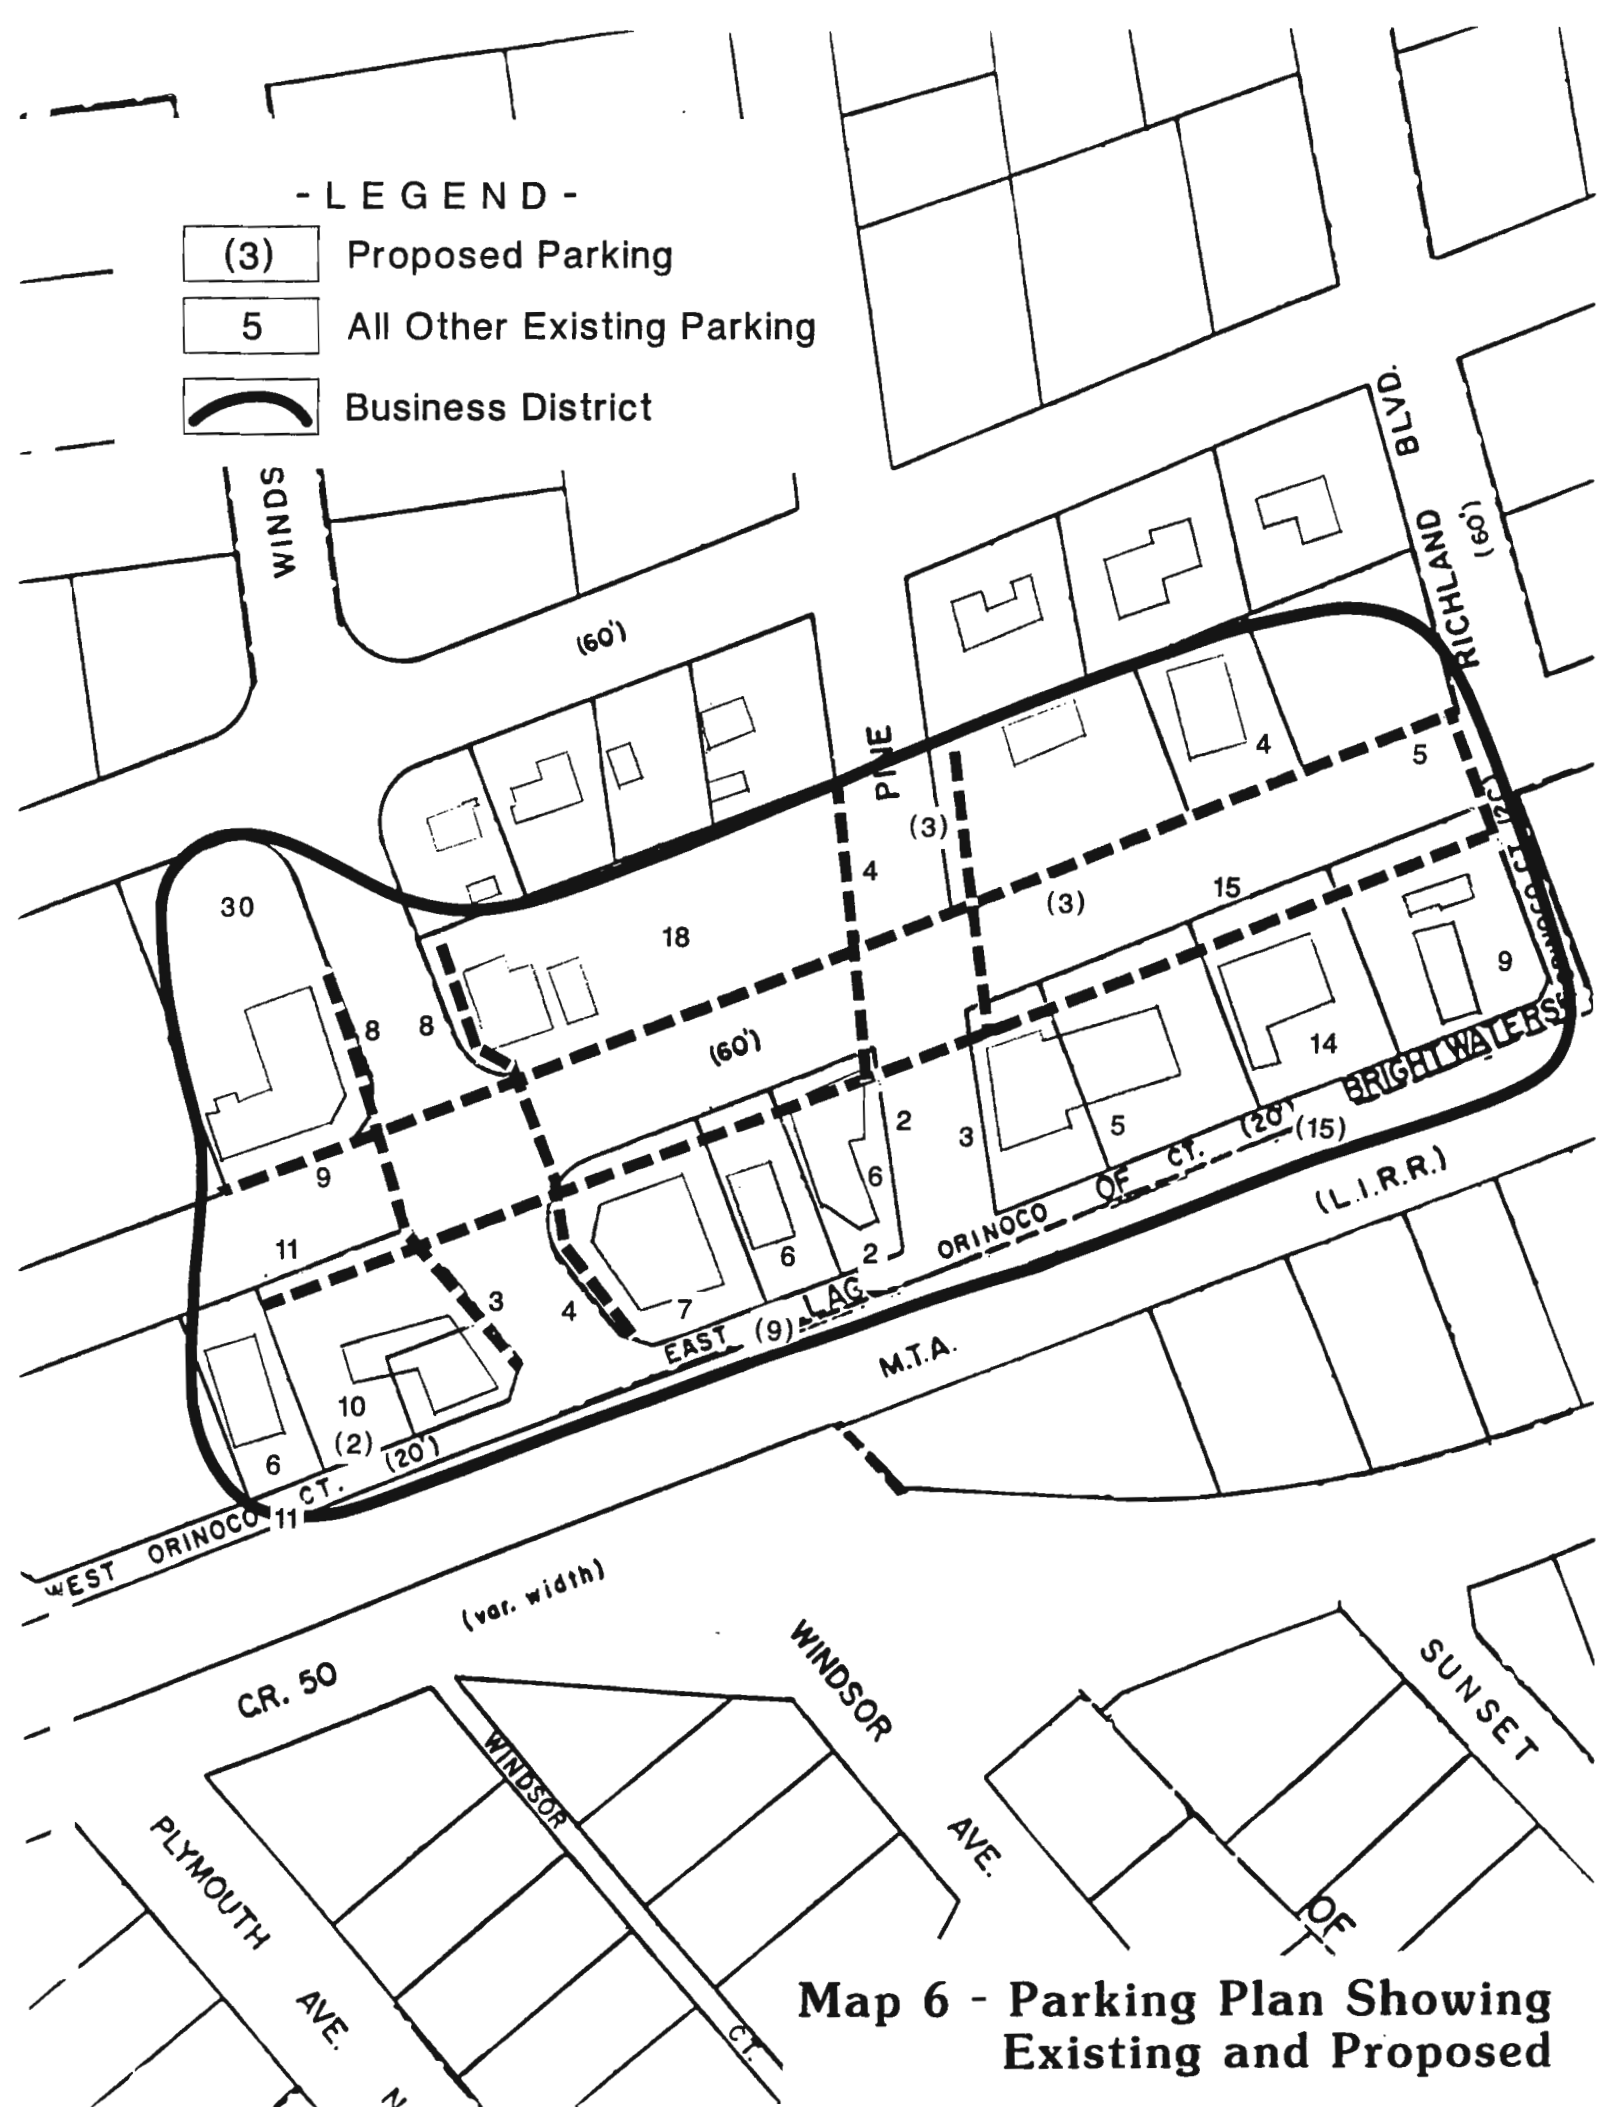 - L E G E N D -
(3) Proposed Parking
5 All Other Existing Parking
Business District
BLVD.
WINDS
RICHLAND
(60')
(60')
PINE
4
5
(3)
4
30
(3)
15
18
9
8
8
(60')
14
BRIGHTWATERS
2
3
5
(20')
(15)
9
6
OF CT.
(L.I.R.R.)
11
6
2
ORINOCO
3
4
7
LAG
EAST
(9)
M.T.A.
10
(2)
(20')
6
CT.
11
WEST ORINOCO
(var. width)
C.R. 50
WINDSOR
SUNSET
WINDSOR
PLYMOUTH
AVE.
OF
AVE.
CT.
N
Map 6 - Parking Plan Showing
Existing and Proposed